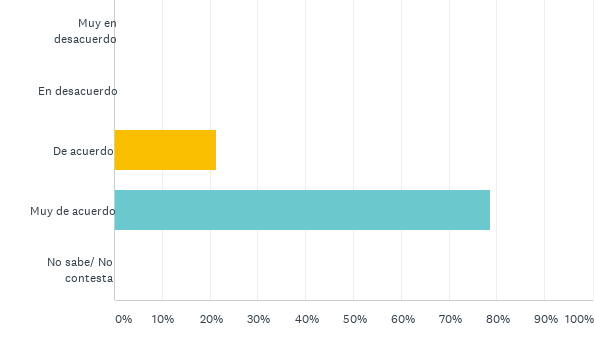 Muy en
desacuerdo
En desacuerdo
De acuerdo
Muy de acuerdo
No sabe/ No
contesta
0% 10% 20% 30% 40% 50% 60% 70% 80% 90% 100%